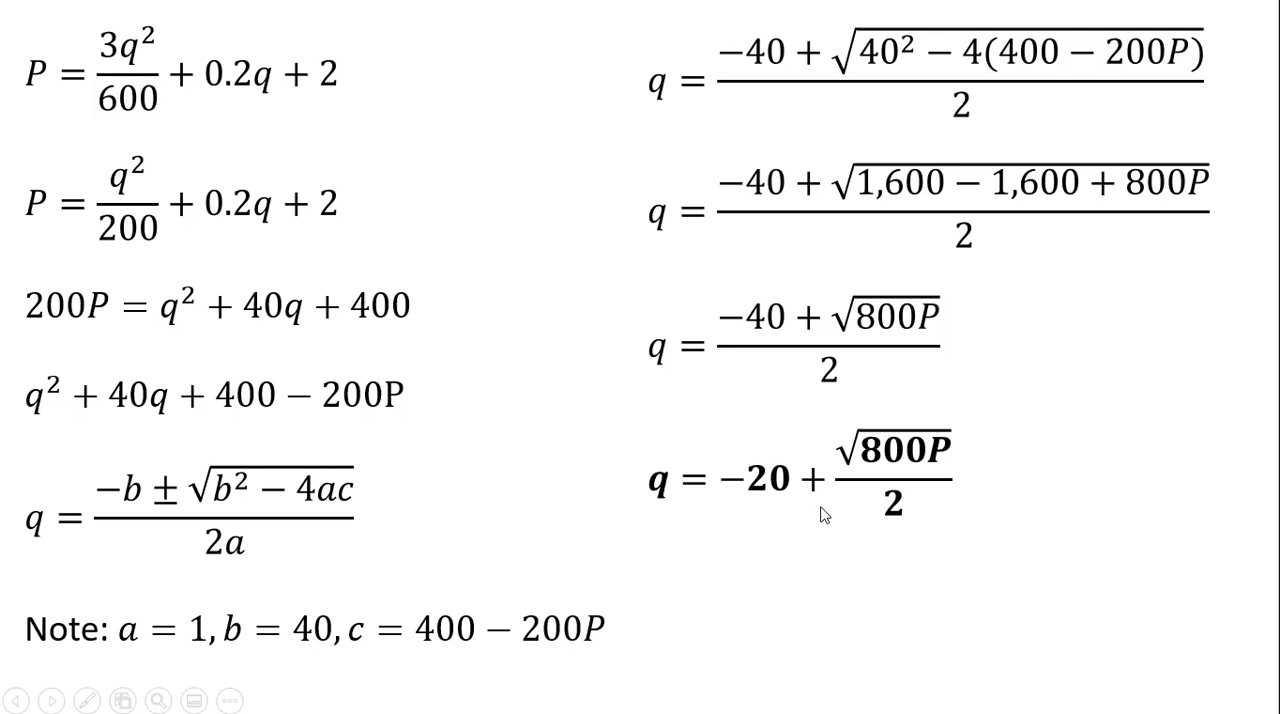 P = 3q²/600 + 0.2q + 2
P = q²/200 + 0.2q + 2
200P = q² + 40q + 400
q² + 40q + 400 − 200P
q = (−b ± √(b² − 4ac))/2a
Note: a = 1, b = 40, c = 400 − 200P
q = (−40 + √(40² − 4(400 − 200P)))/2
q = (−40 + √(1,600 − 1,600 + 800P))/2
q = (−40 + √(800P))/2
q = −20 + √(800P)/2